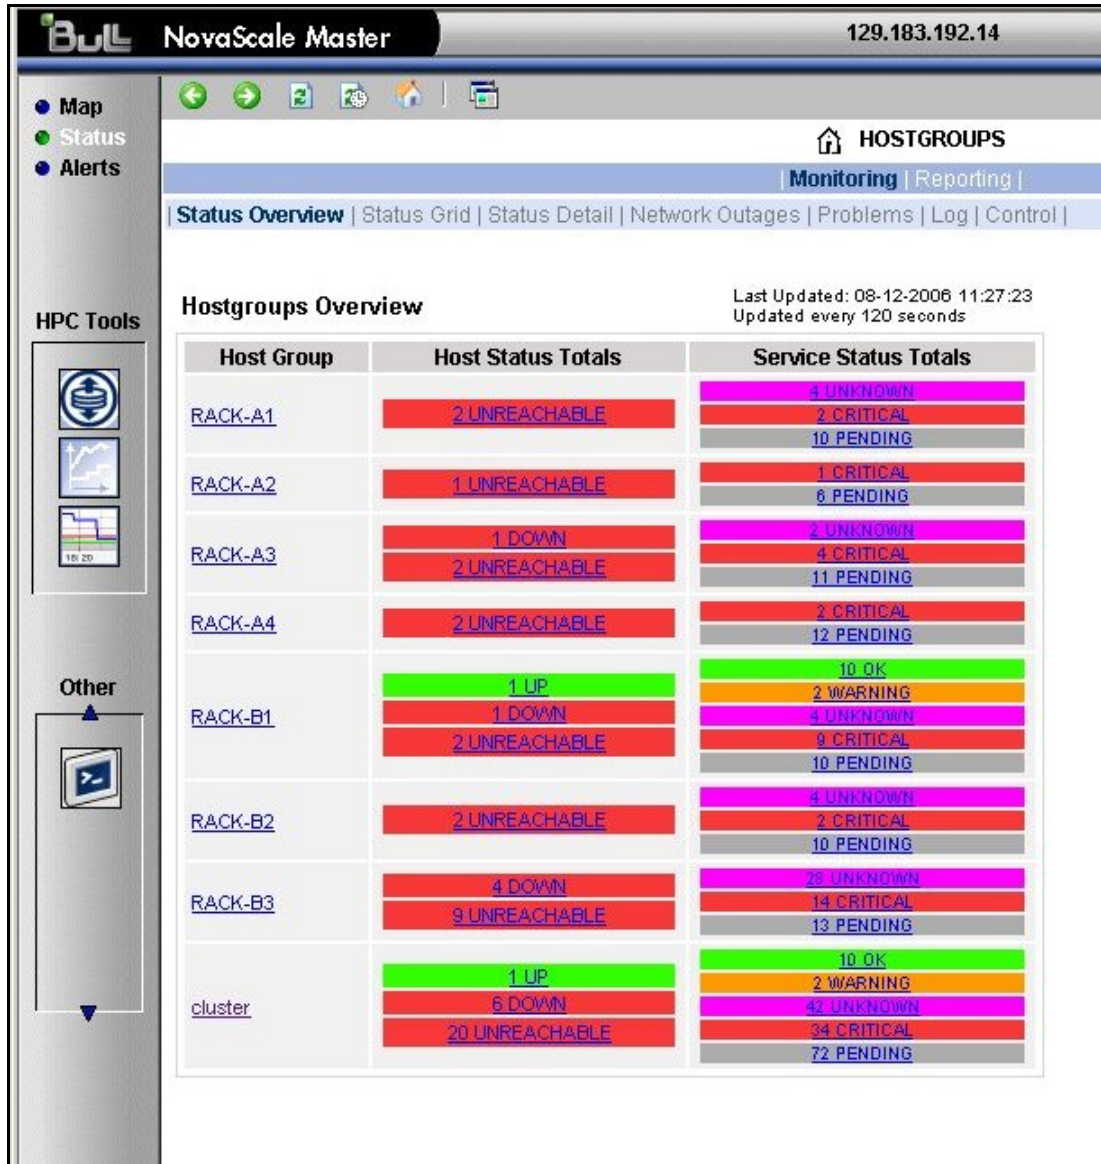 Bull NovaScale Master 129.183.192.14
Map
Status
Alerts
HOSTGROUPS
| Monitoring | Reporting |
| Status Overview | Status Grid | Status Detail | Network Outages | Problems | Log | Control |
HPC Tools
18: 20
Other
Hostgroups Overview
Last Updated: 08-12-2006 11:27:23
Updated every 120 seconds
Host Group Host Status Totals Service Status Totals
RACK-A1
2 UNREACHABLE
4 UNKNOWN
2 CRITICAL
10 PENDING
RACK-A2
1 UNREACHABLE
1 CRITICAL
6 PENDING
RACK-A3
1 DOWN
2 UNREACHABLE
2 UNKNOWN
4 CRITICAL
11 PENDING
RACK-A4
2 UNREACHABLE
2 CRITICAL
12 PENDING
RACK-B1
1 UP
1 DOWN
2 UNREACHABLE
10 OK
2 WARNING
4 UNKNOWN
9 CRITICAL
10 PENDING
RACK-B2
2 UNREACHABLE
4 UNKNOWN
2 CRITICAL
10 PENDING
RACK-B3
4 DOWN
9 UNREACHABLE
28 UNKNOWN
14 CRITICAL
13 PENDING
cluster
1 UP
6 DOWN
20 UNREACHABLE
10 OK
2 WARNING
42 UNKNOWN
34 CRITICAL
72 PENDING